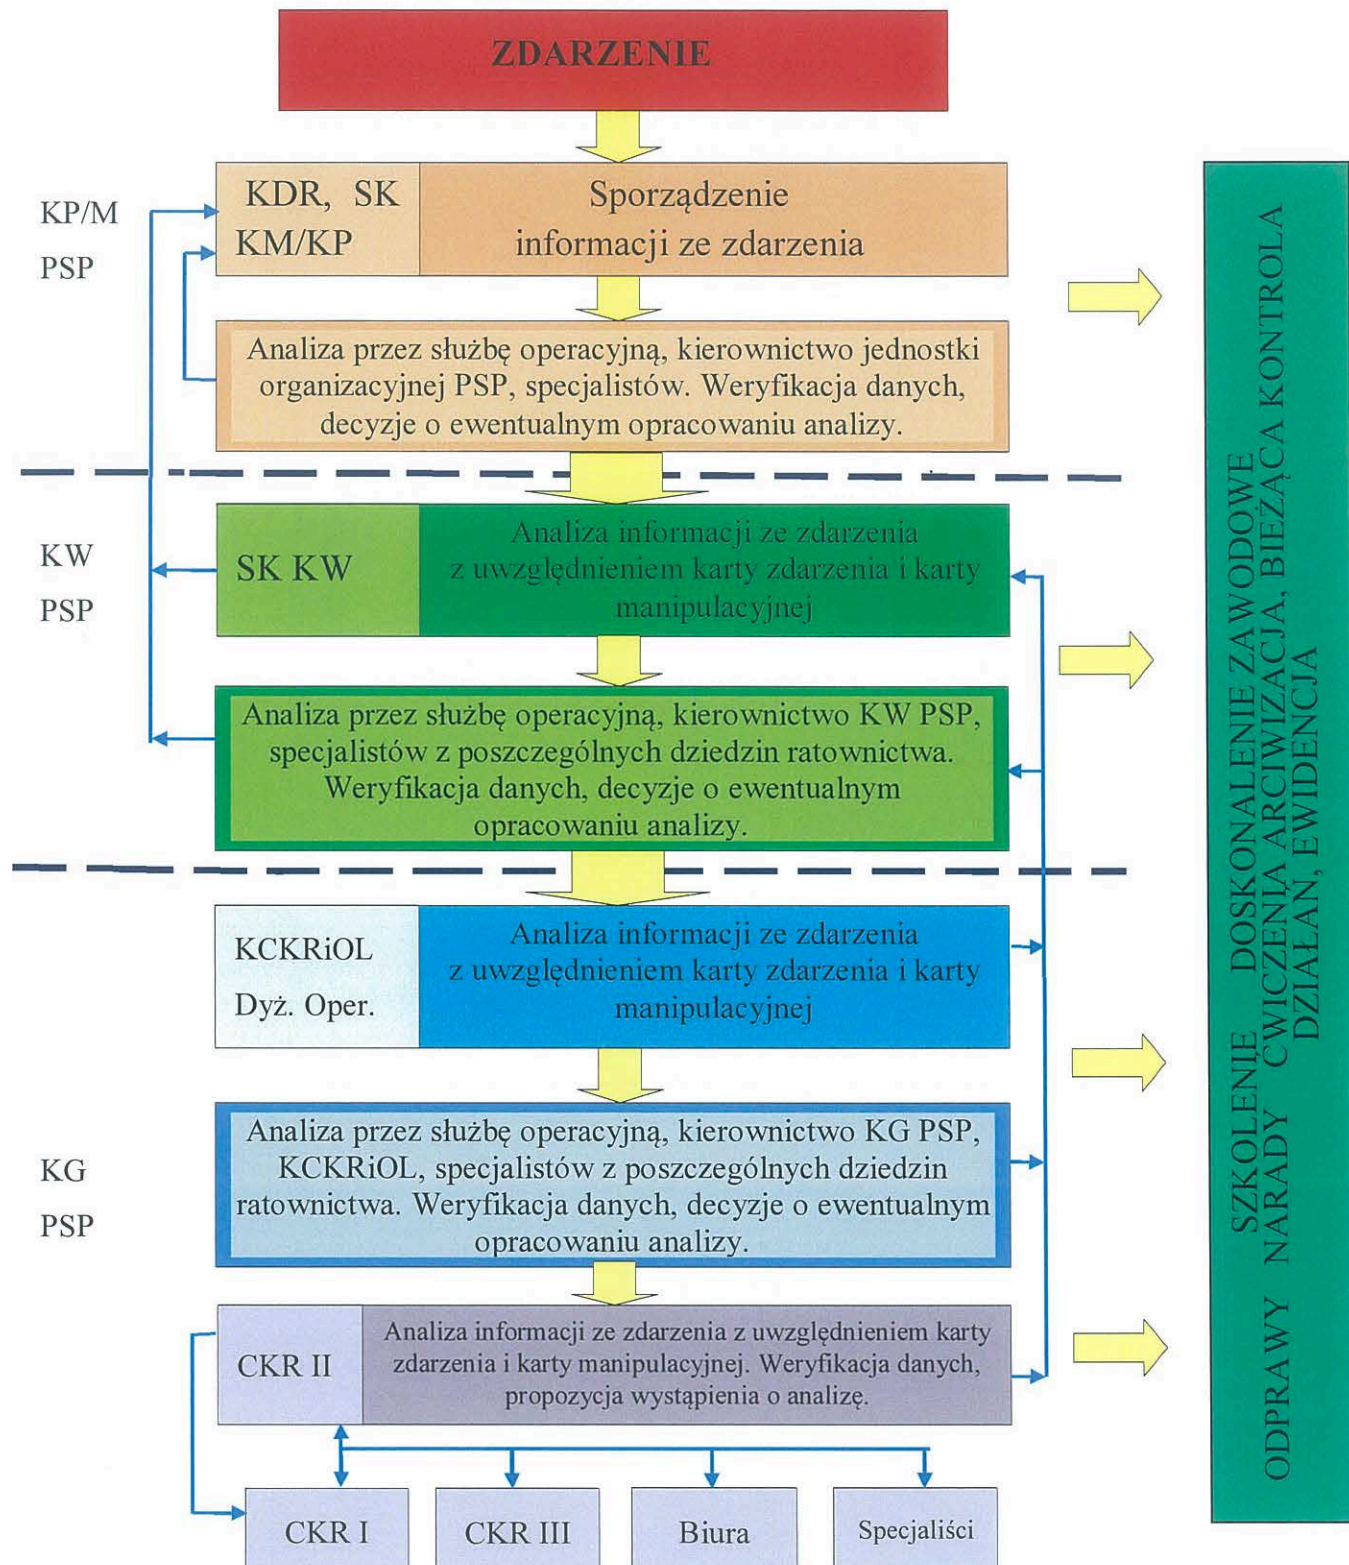 ZDARZENIE
KP/M
PSP
KDR, SK
KM/KP
Sporządzenie
informacji ze zdarzenia
Analiza przez służbę operacyjną, kierownictwo jednostki
organizacyjnej PSP, specjalistów. Weryfikacja danych,
decyzje o ewentualnym opracowaniu analizy.
KW
PSP
SK KW
Analiza informacji ze zdarzenia
z uwzględnieniem karty zdarzenia i karty
manipulacyjnej
Analiza przez służbę operacyjną, kierownictwo KW PSP,
specjalistów z poszczególnych dziedzin ratownictwa.
Weryfikacja danych, decyzje o ewentualnym
opracowaniu analizy.
KCKRiOL
Dyż. Oper.
Analiza informacji ze zdarzenia
z uwzględnieniem karty zdarzenia i karty
manipulacyjnej
KG
PSP
Analiza przez służbę operacyjną, kierownictwo KG PSP,
KCKRiOL, specjalistów z poszczególnych dziedzin
ratownictwa. Weryfikacja danych, decyzje o ewentualnym
opracowaniu analizy.
CKR II
Analiza informacji ze zdarzenia z uwzględnieniem karty
zdarzenia i karty manipulacyjnej. Weryfikacja danych,
propozycja wystąpienia o analizę.
CKR I
CKR III
Biura
Specjaliści
SZKOLENIE DOSKONALENIE ZAWODOWE
ODPRAWY NARADY ĆWICZENIA ARCIWIZACJA, BIEŻĄCA KONTROLA
DZIAŁAŃ, EWIDENCJA